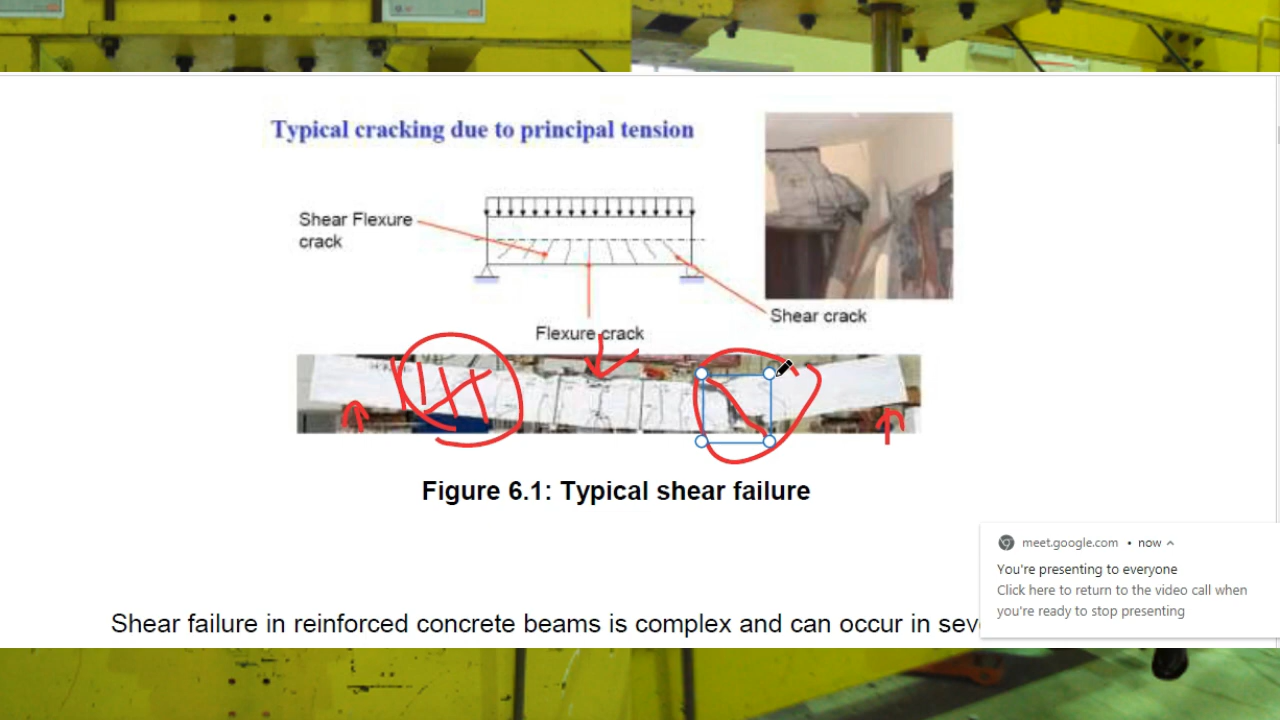 Typical cracking due to principal tension
Shear Flexure
crack
Shear crack
Flexure crack
Figure 6.1: Typical shear failure
meet.google.com • now
You're presenting to everyone
Click here to return to the video call when
you're ready to stop presenting
Shear failure in reinforced concrete beams is complex and can occur in